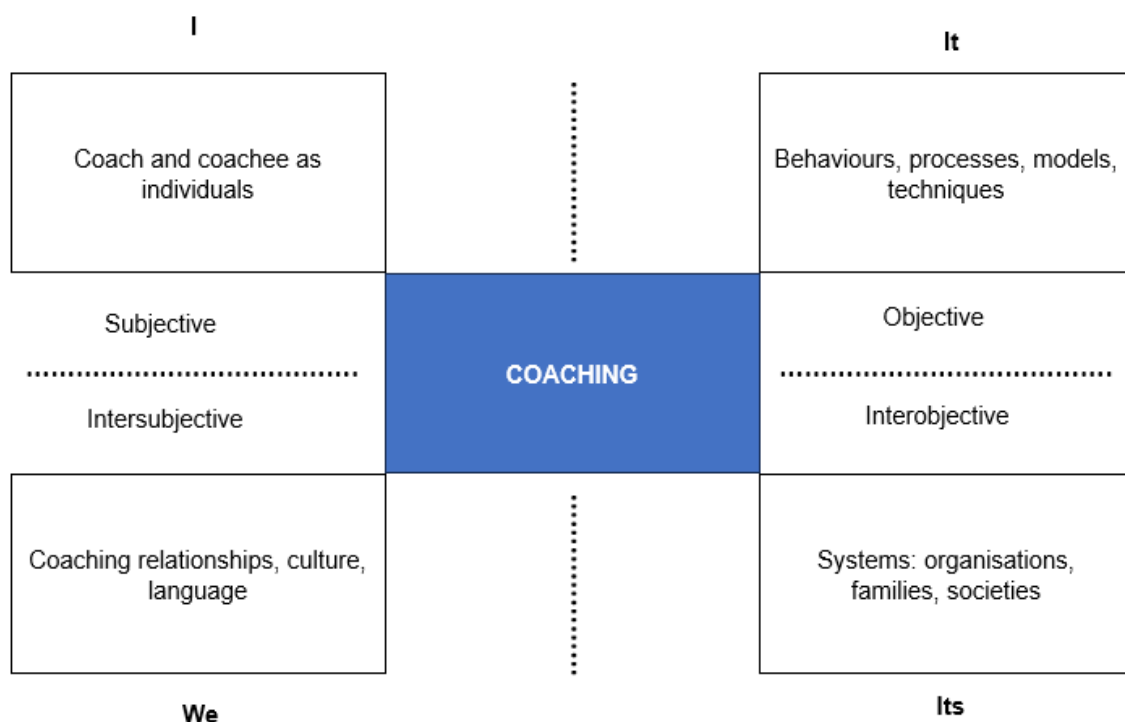 I
It
Coach and coachee as
individuals
Behaviours, processes, models,
techniques
Subjective
Objective
COACHING
Intersubjective
Interobjective
Coaching relationships, culture,
language
Systems: organisations,
families, societies
We
Its